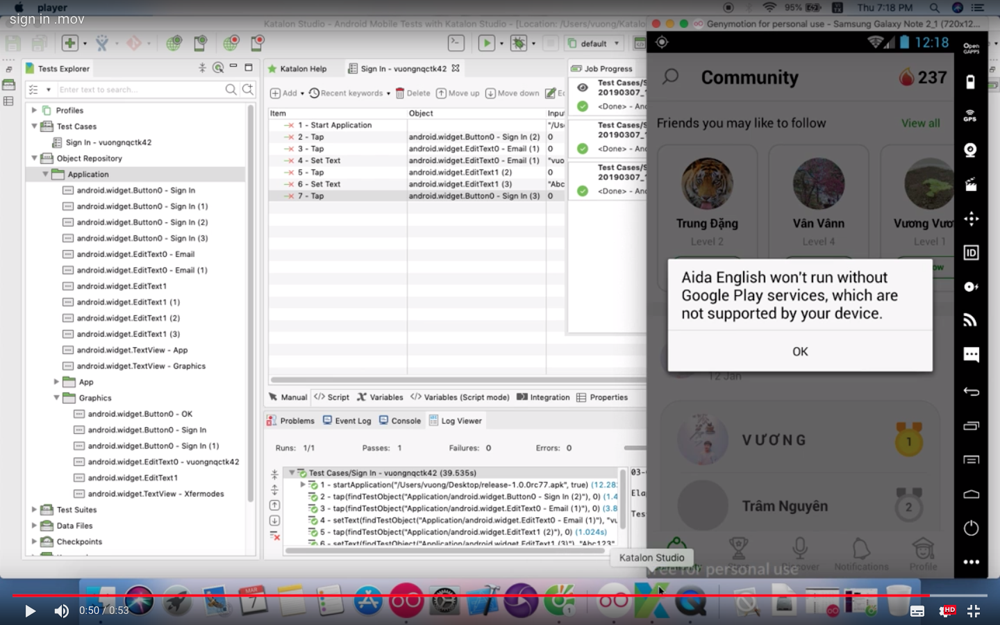 player
95%
Thu 7:18 PM
sign in .mov
Katalon Studio - Android Mobile Tests with Katalon Studio - [Location: /Users/vuong/Katalo
Genymotion for personal use - Samsung Galaxy Note 2_1 (720x12...
default
Tests Explorer
Enter text to search...
Profiles
Test Cases
Sign In - vuongnqctk42
Object Repository
Application
android.widget.Button0 - Sign In
android.widget.Button0 - Sign In (1)
android.widget.Button0 - Sign In (2)
android.widget.Button0 - Sign In (3)
android.widget.EditText0 - Email
android.widget.EditText0 - Email (1)
android.widget.EditText1
android.widget.EditText1 (1)
android.widget.EditText1 (2)
android.widget.EditText1 (3)
android.widget.TextView - App
android.widget.TextView - Graphics
App
Graphics
android.widget.Button0 - OK
android.widget.Button0 - Sign In
android.widget.Button0 - Sign In (1)
android.widget.EditText0 - vuongnqctk42
android.widget.EditText1
android.widget.TextView - Xfermodes
Test Suites
Data Files
Checkpoints
Katalon Help
Sign In - vuongnqctk42
Add
Recent keywords
Delete
Move up
Move down
Ec
Item Object Input
1 - Start Application "/Use
2 - Tap android.widget.Button0 - Sign In (2) 0
3 - Tap android.widget.EditText0 - Email (1) 0
4 - Set Text android.widget.EditText0 - Email (1) "vuo
5 - Tap android.widget.EditText1 (2) 0
6 - Set Text android.widget.EditText1 (3) "Abc
7 - Tap android.widget.Button0 - Sign In (3) 0
Manual
Script
Variables
Variables (Script mode)
Integration
Properties
Job Progress
Test Cases/S
20190307_1
<Done> - And
Test Cases/S
20190307_1
<Done> - And
Test Cases/S
20190307_1
<Done> - And
Problems
Event Log
Console
Log Viewer
Runs: 1/1
Passes: 1
Failures: 0
Errors: 0
Test Cases/Sign In - vuongnqctk42 (39.535s)
1 - startApplication("/Users/vuong/Desktop/release-1.0.0rc77.apk", true) (12.28
2 - tap(findTestObject("Application/android.widget.Button0 - Sign In (2)"), 0) (1.4
3 - tap(findTestObject("Application/android.widget.EditText0 - Email (1)"), 0) (3.8
4 - setText(findTestObject("Application/android.widget.EditText0 - Email (1)"), "vu
5 - tap(findTestObject("Application/android.widget.EditText1 (2)"), 0) (1.024s)
6 - setText(findTestObject("Application/android.widget.EditText1 (3)"), "Abc123"
Ela
Tes
12:18
Community
237
Friends you may like to follow
View all
Trung Đặng
Level 2
Vân Vânn
Level 4
Vương Vươ
Level 1
ow
Aida English won't run without
Google Play services, which are
not supported by your device.
OK
12 Jan
VƯƠNG
1
Trâm Nguyên
2
Notifications
Profile
free for personal use
Open
GAPPS
GPS
ID
Katalon Studio
MAR
7
1
0:50 / 0:53
HD